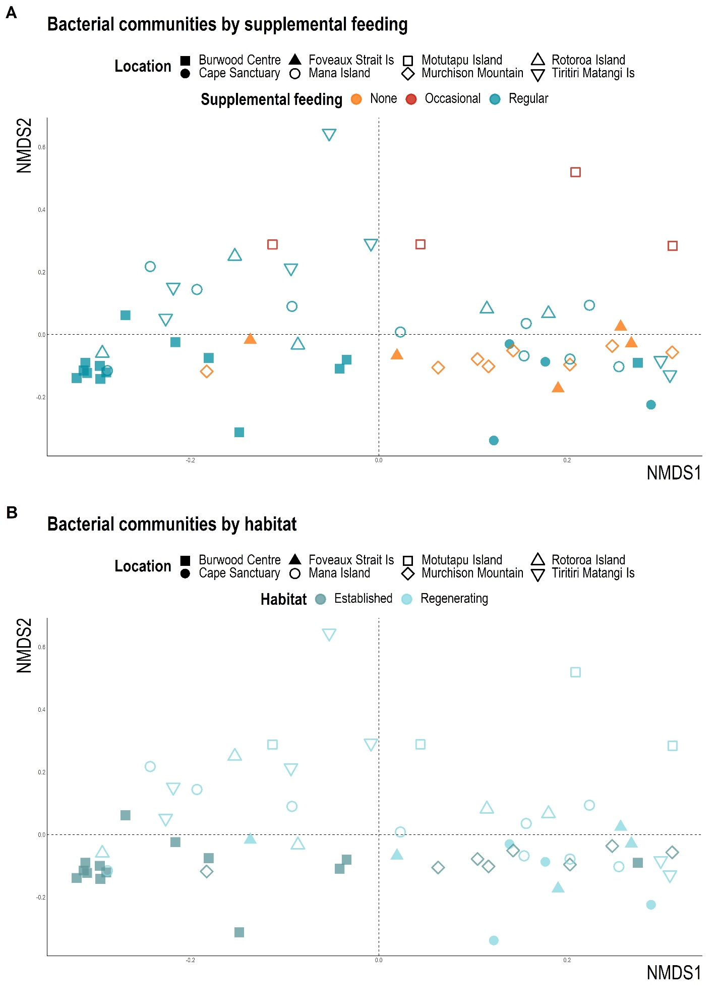 A
Bacterial communities by supplemental feeding
Location Burwood Centre Foveaux Strait Is Motutapu Island Rotoroa Island
Cape Sanctuary Mana Island Murchison Mountain Tiritiri Matangi Is
Supplemental feeding None Occasional Regular
NMDS2
0.6
0.4
0.2
0.0
-0.2
-0.2 0.0 0.2
NMDS1
B
Bacterial communities by habitat
Location Burwood Centre Foveaux Strait Is Motutapu Island Rotoroa Island
Cape Sanctuary Mana Island Murchison Mountain Tiritiri Matangi Is
Habitat Established Regenerating
NMDS2
0.6
0.4
0.2
0.0
-0.2
-0.2 0.0 0.2
NMDS1